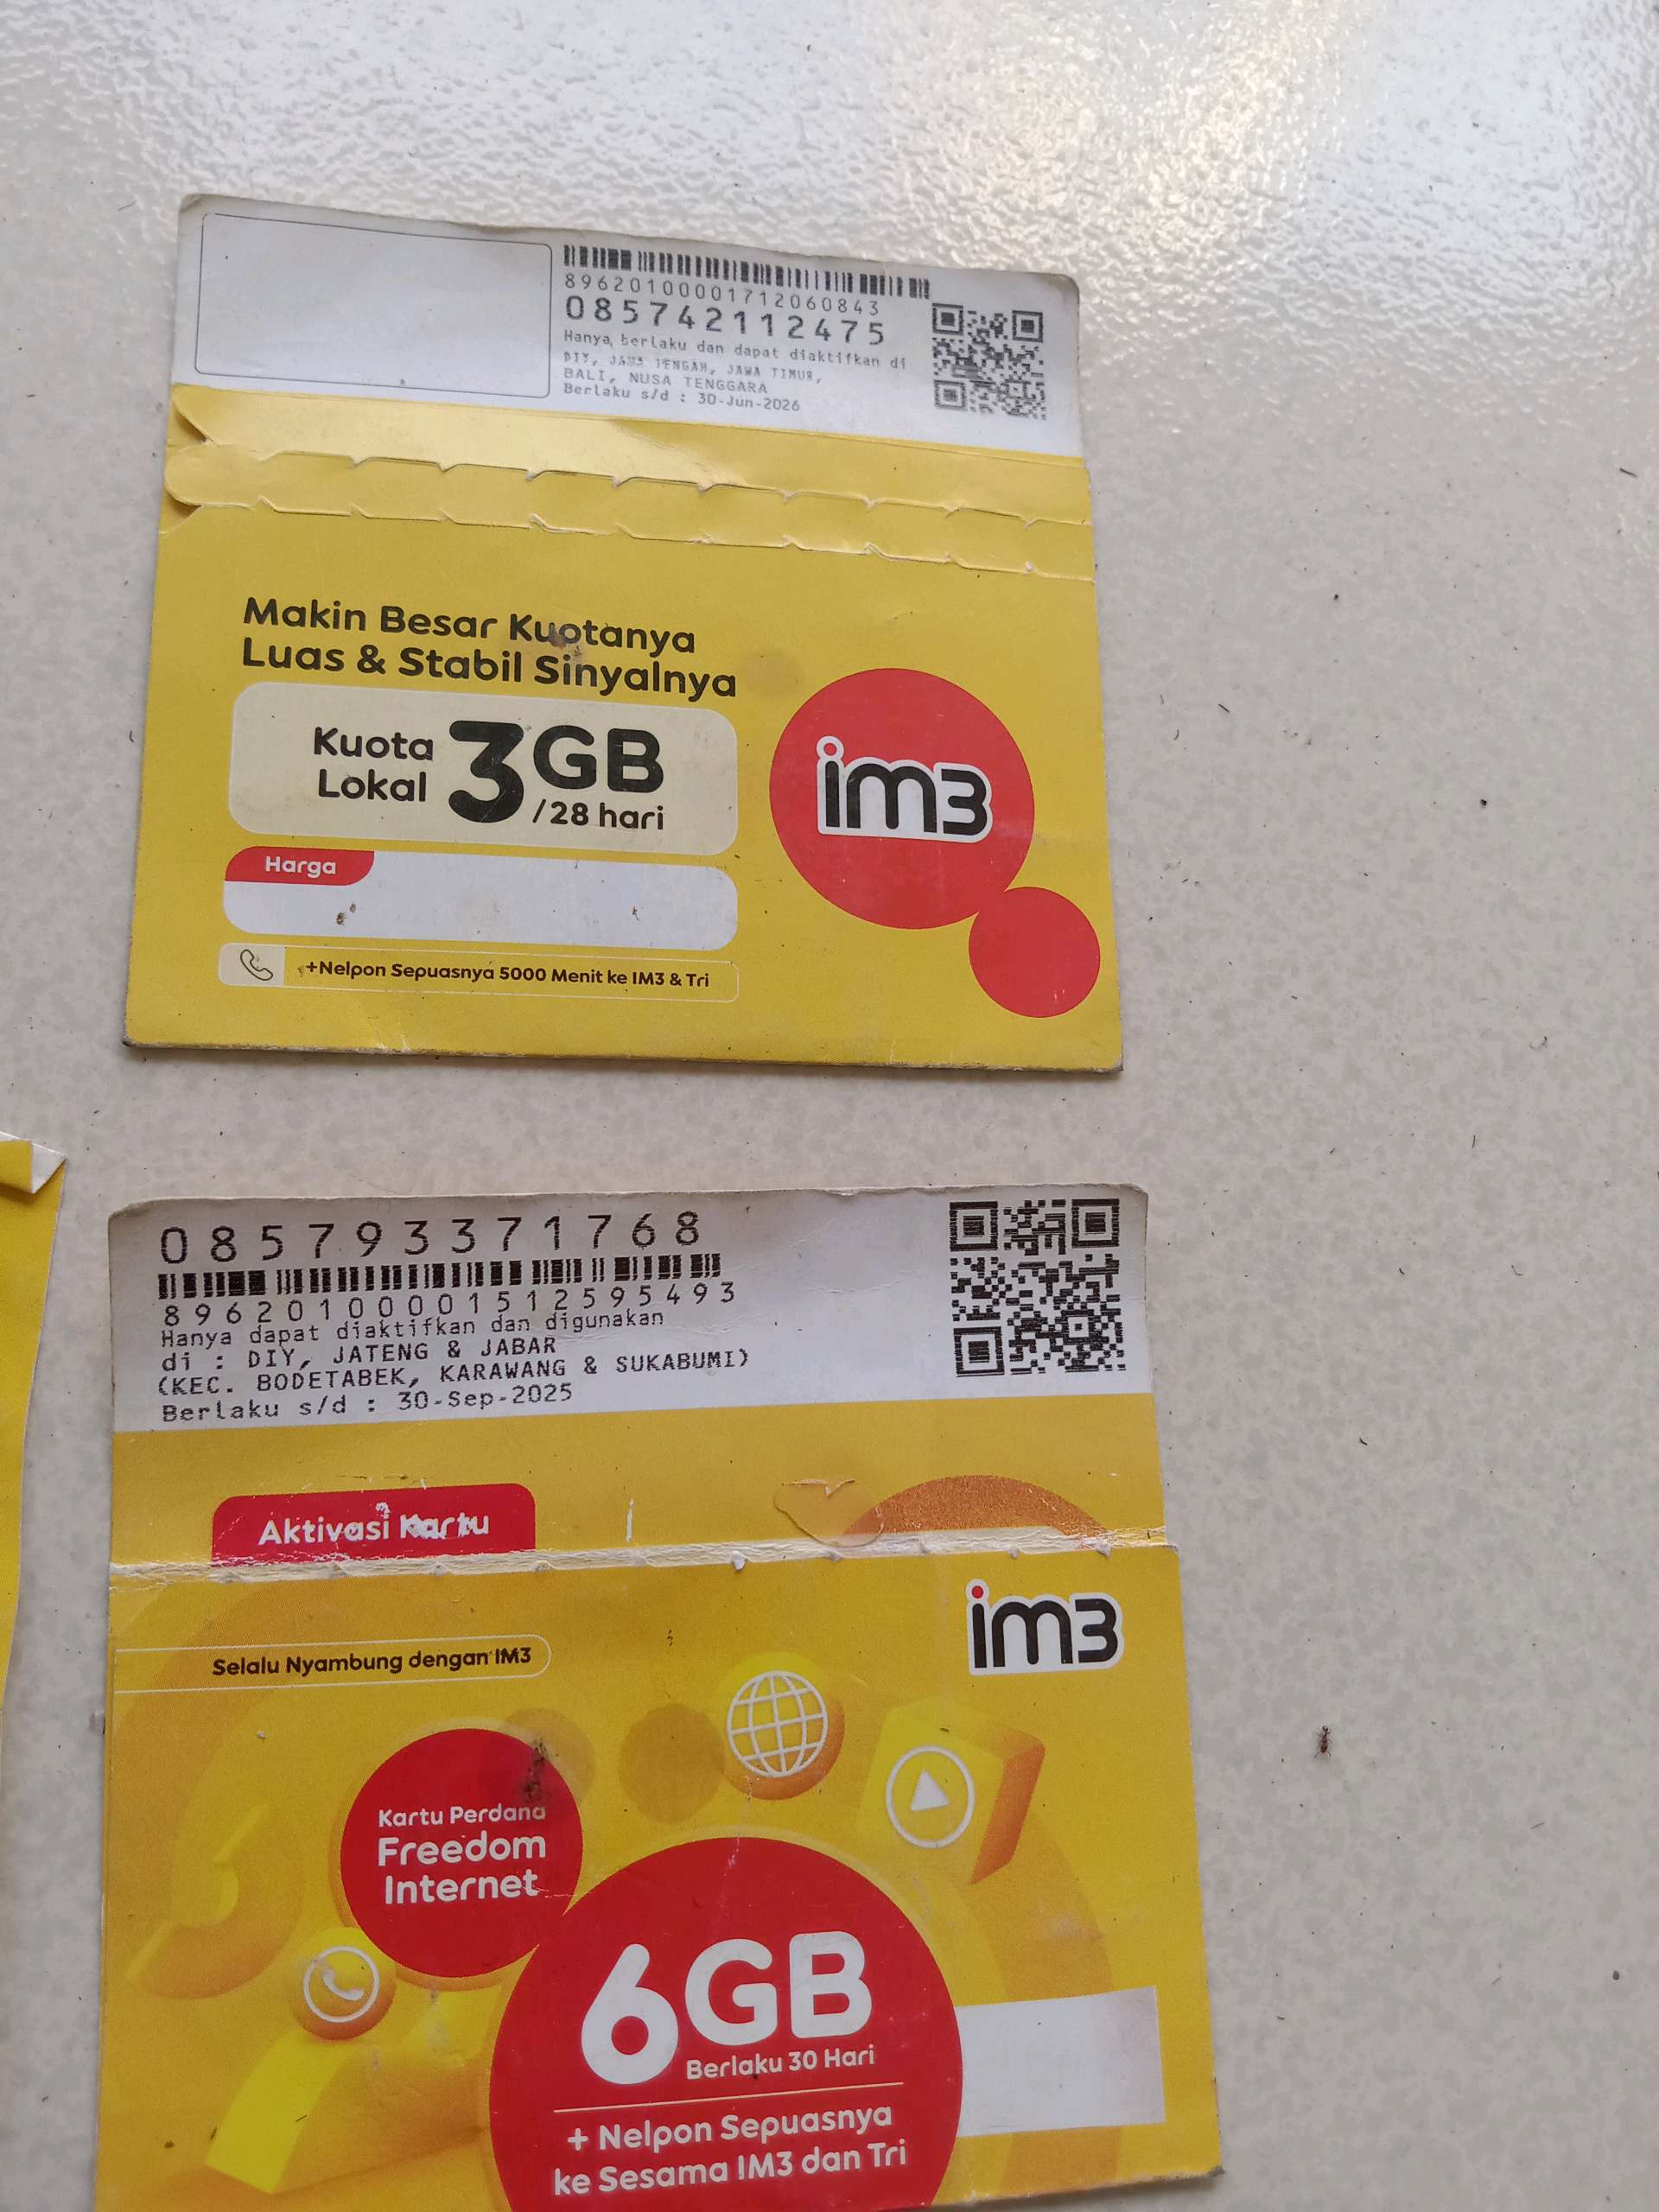 89620100001712060843
085742112475
Hanya berlaku dan dapat diaktifkan di
DIY, JAWA TENGAH, JAWA TIMUR,
BALI, NUSA TENGGARA
Berlaku s/d : 30-Jun-2026
Makin Besar Kuotanya
Luas & Stabil Sinyalnya
Kuota
Lokal
3GB
/28 hari
im3
Harga
+Nelpon Sepuasnya 5000 Menit ke IM3 & Tri
085793371768
89620100001512595493
Hanya dapat diaktifkan dan digunakan
di : DIY, JATENG & JABAR
(KEC. BODETABEK, KARAWANG & SUKABUMI)
Berlaku s/d : 30-Sep-2025
Aktivasi Kartu
im3
Selalu Nyambung dengan IM3
Kartu Perdana
Freedom
Internet
6GB
Berlaku 30 Hari
+ Nelpon Sepuasnya
ke Sesama IM3 dan Tri